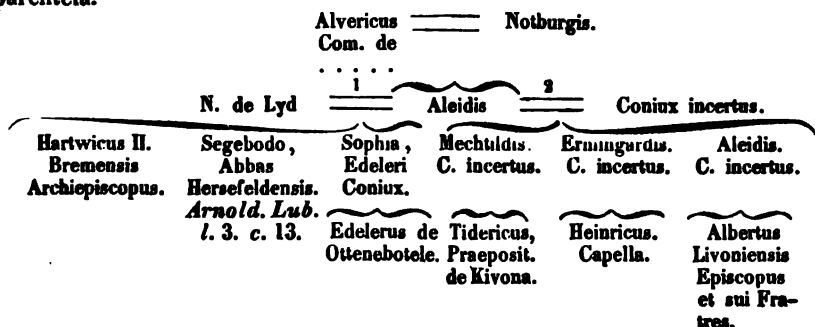 parentela.
Alvericus Notburgis.
Com. de
. . . . .
1 2
N. de Lyd Aleidis Coniux incertus.
Hartwicus II. Segebodo, Sophia, Mechtildis. Ermingardis. Aleidis.
Bremensis Abbas Edeleri C. incertus. C. incertus. C. incertus.
Archiepiscopus. Hersefeldensis. Coniux.
Arnold. Lub.
l. 3. c. 13. Edelerus de Tidericus, Heinricus. Albertus
Ottenebotele. Praeposit. Capella. Livoniensis
de Kivona. Episcopus
et sui Fra-
tres.